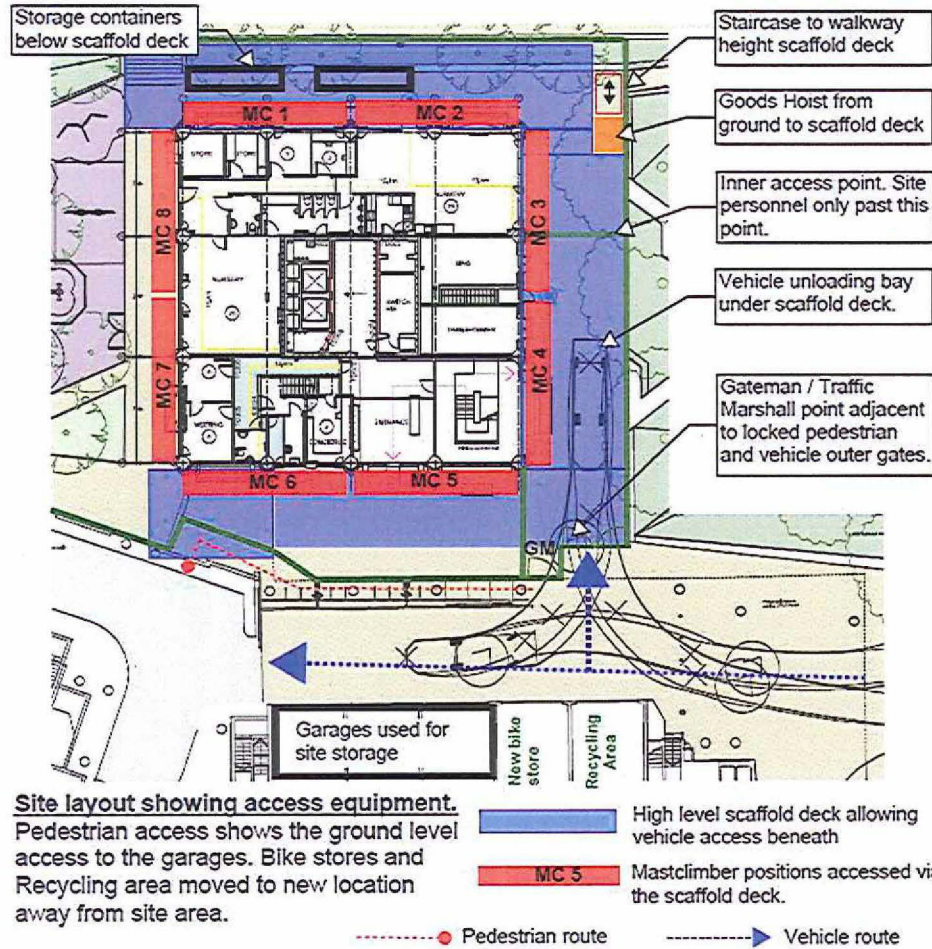 Storage containers
below scaffold deck
Staircase to walkway
height scaffold deck
Goods Hoist from
ground to scaffold deck
Inner access point. Site
personnel only past this
point.
Vehicle unloading bay
under scaffold deck.
Gateman / Traffic
Marshall point adjacent
to locked pedestrian
and vehicle outer gates.
MC 1
MC 2
MC 8
MC 3
STORE
MC 7
MC 4
MC 6
MC 5
GM
Garages used for
site storage
New bike
store
Recycling
Area
Site layout showing access equipment.
Pedestrian access shows the ground level
access to the garages. Bike stores and
Recycling area moved to new location
away from site area.
High level scaffold deck allowing
vehicle access beneath
MC 5
Mastclimber positions accessed via
the scaffold deck.
Pedestrian route
Vehicle route